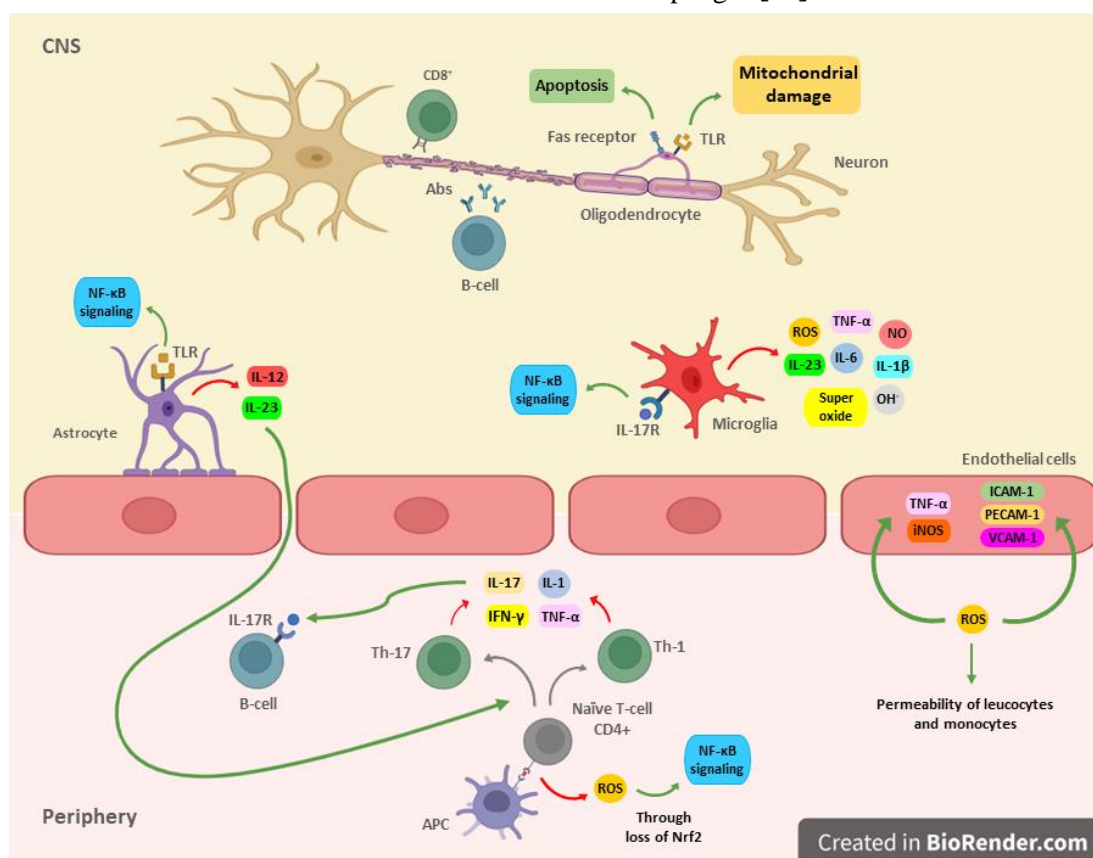 CNS
CD8⁺
Apoptosis
Mitochondrial
damage
Fas receptor
TLR
Neuron
Abs
Oligodendrocyte
B-cell
NF-κB
signaling
TLR
IL-12
IL-23
Astrocyte
NF-κB
signaling
IL-17R
Microglia
ROS
TNF-α
NO
IL-23
IL-6
IL-1β
Super
oxide
OH⁻
Endothelial cells
TNF-α
iNOS
ICAM-1
PECAM-1
VCAM-1
IL-17
IL-1
IFN-γ
TNF-α
IL-17R
B-cell
Th-17
Th-1
Naïve T-cell
CD4+
ROS
Permeability of leucocytes
and monocytes
APC
ROS
NF-κB
signaling
Through
loss of Nrf2
Periphery
Created in BioRender.com